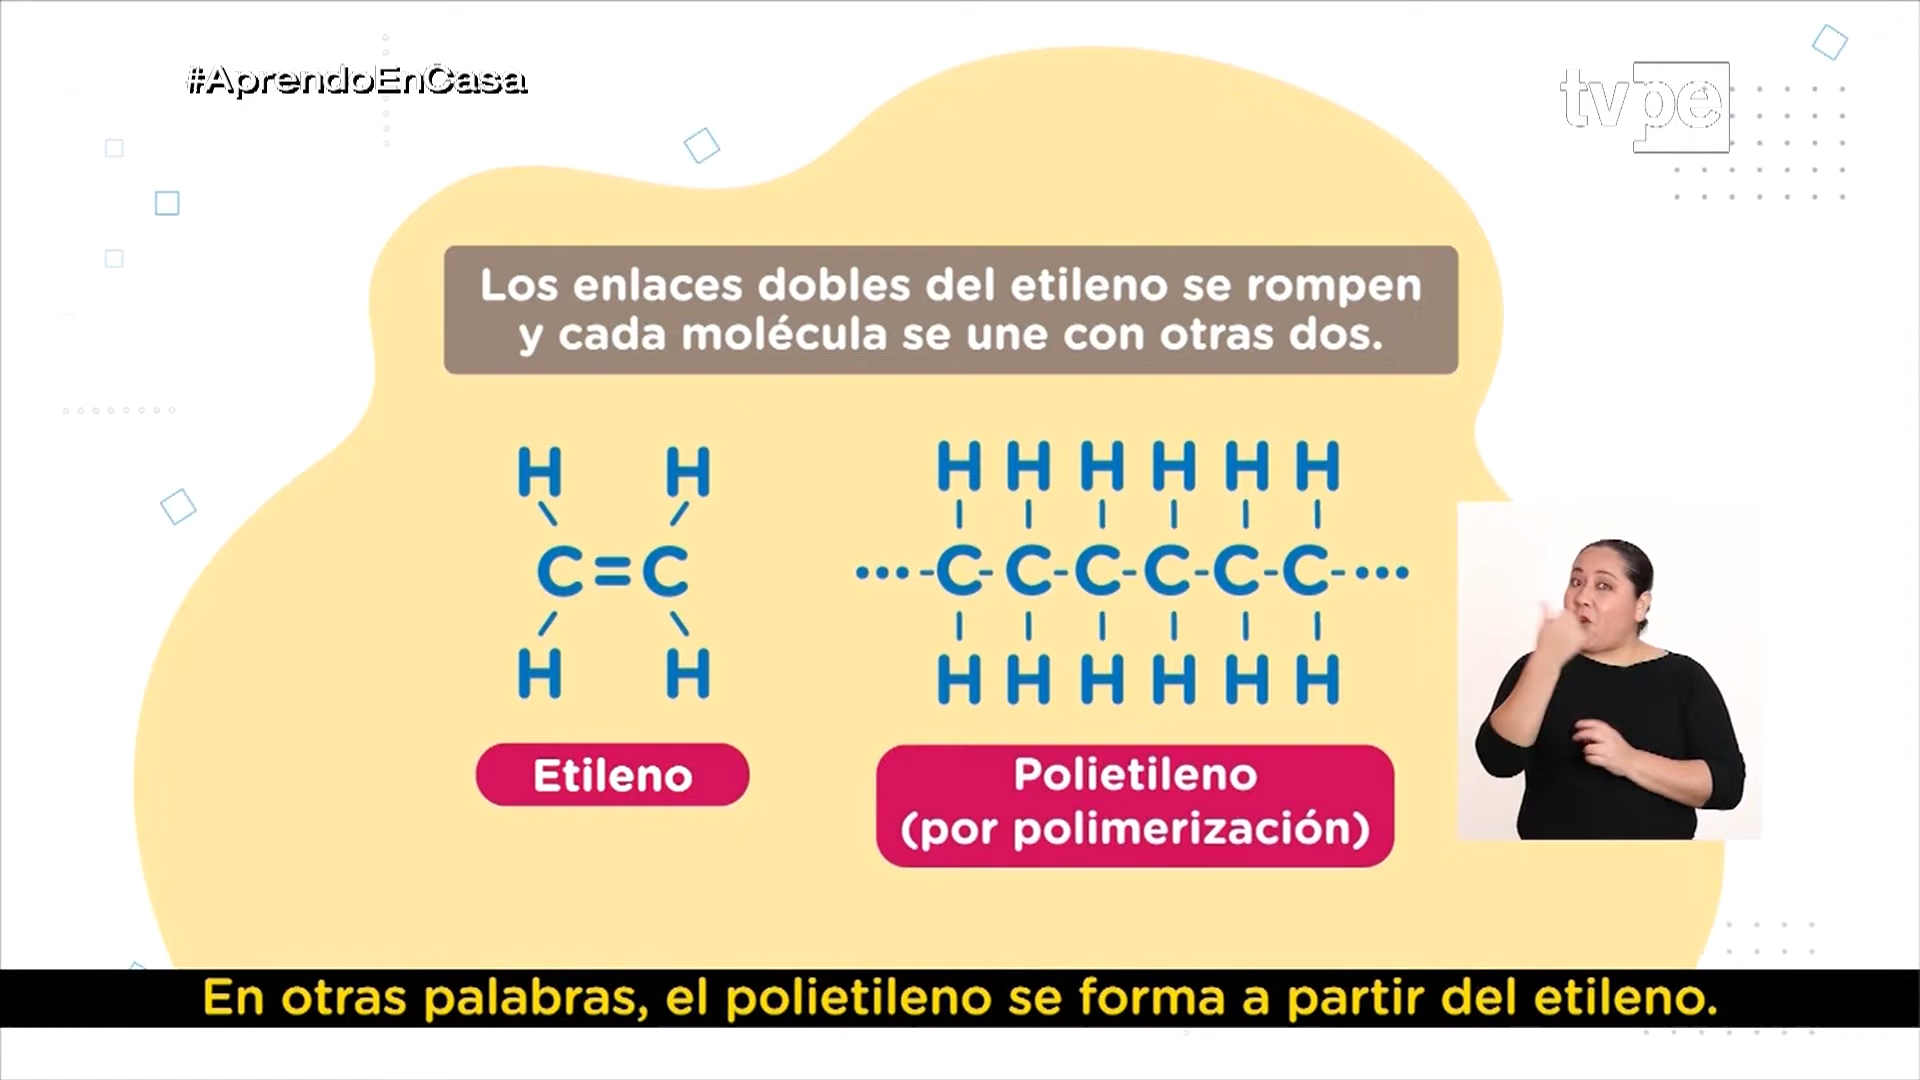 #AprendoEnCasa
tvpe
Los enlaces dobles del etileno se rompen
y cada molécula se une con otras dos.
H H
C=C
H H
H H H H H H
...-C-C-C-C-C-C-...
H H H H H H
Etileno
Polietileno
(por polimerización)
En otras palabras, el polietileno se forma a partir del etileno.